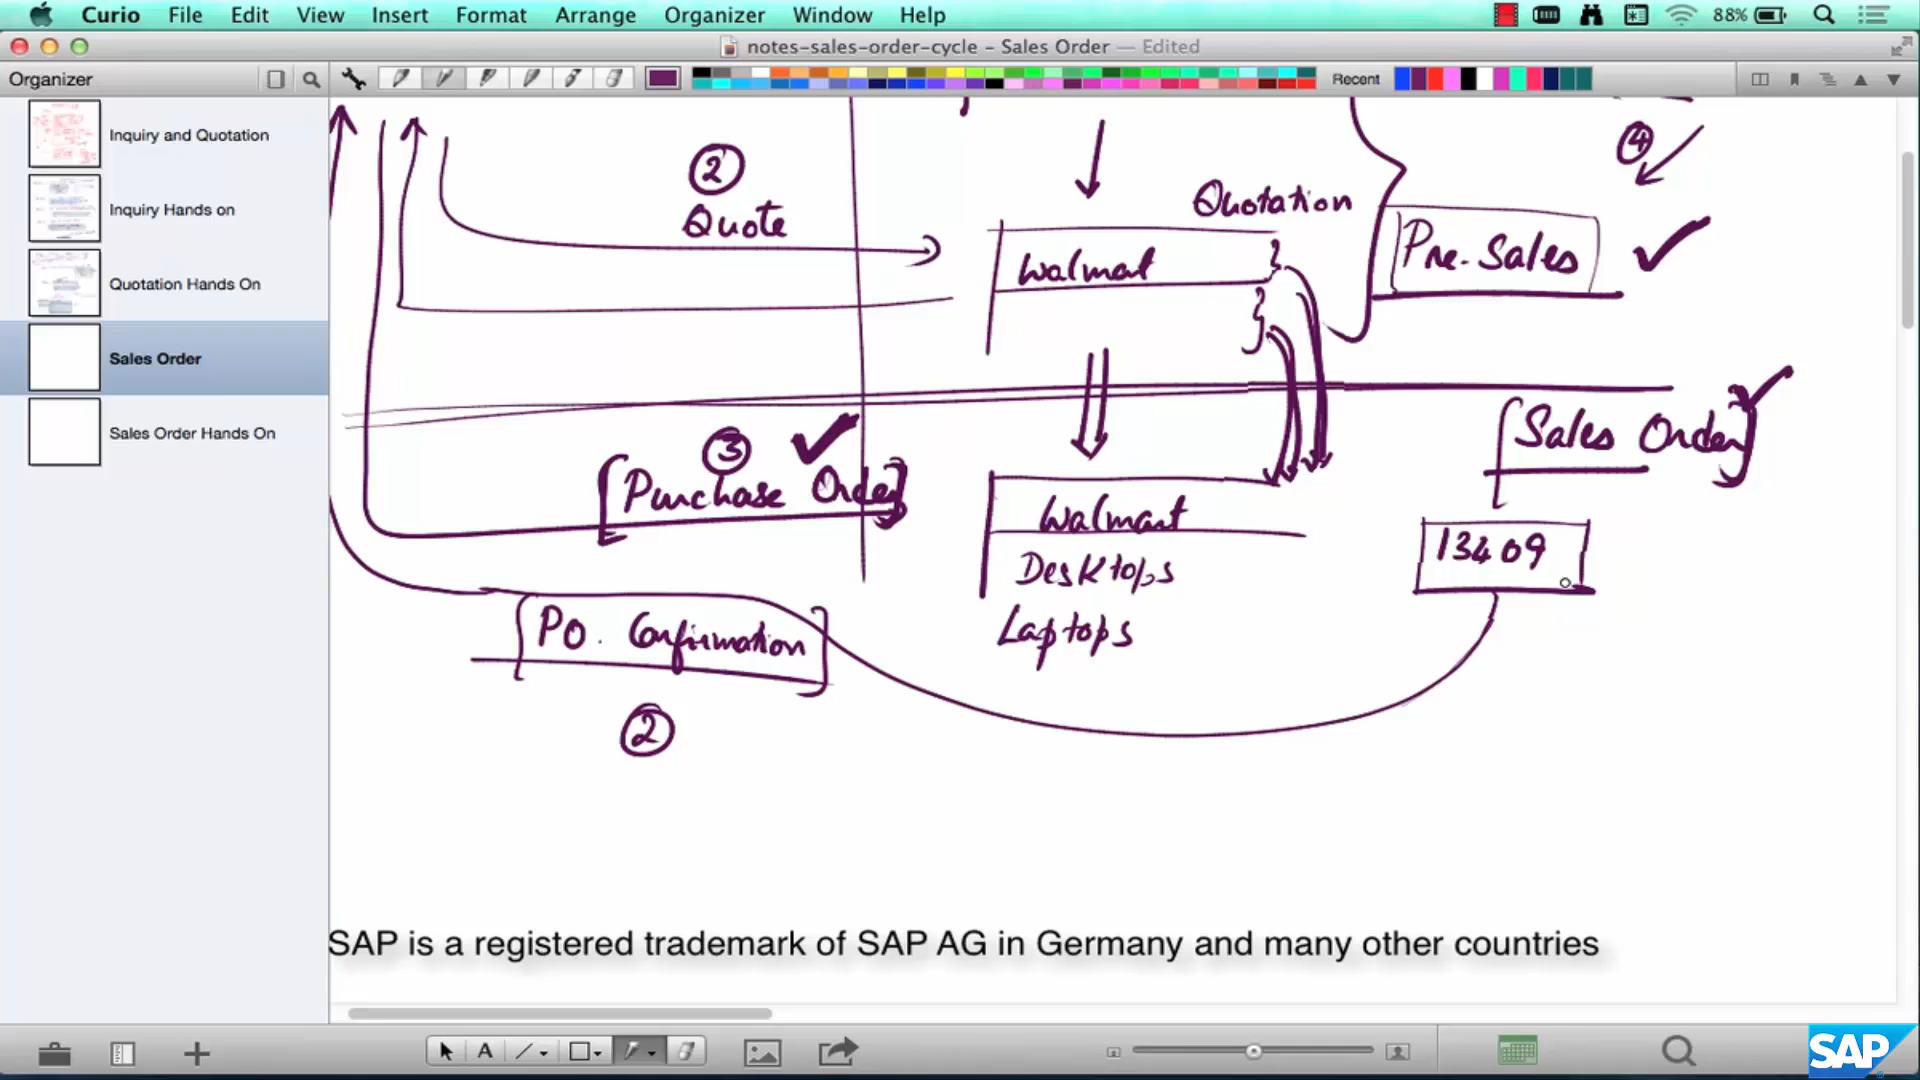 Curio File Edit View Insert Format Arrange Organizer Window Help 88%
notes-sales-order-cycle – Sales Order — Edited
Organizer
Recent
Inquiry and Quotation
Inquiry Hands on
Quotation Hands On
Sales Order
Sales Order Hands On
2
Quote
Quotation
4
Walmat
Pre-Sales
3
Purchase Order
Sales Order
Walmart
13409
Desktops
PO. Confirmation
Laptops
2
SAP is a registered trademark of SAP AG in Germany and many other countries
A
SAP